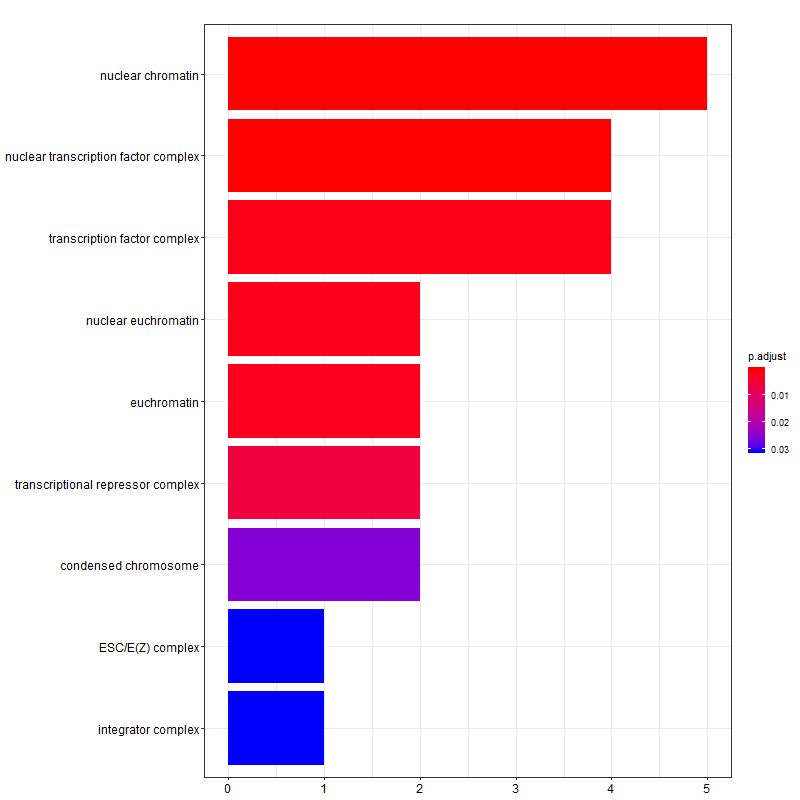 nuclear chromatin
nuclear transcription factor complex
transcription factor complex
nuclear euchromatin
euchromatin
transcriptional repressor complex
condensed chromosome
ESC/E(Z) complex
integrator complex
0 1 2 3 4 5
p.adjust
0.01
0.02
0.03